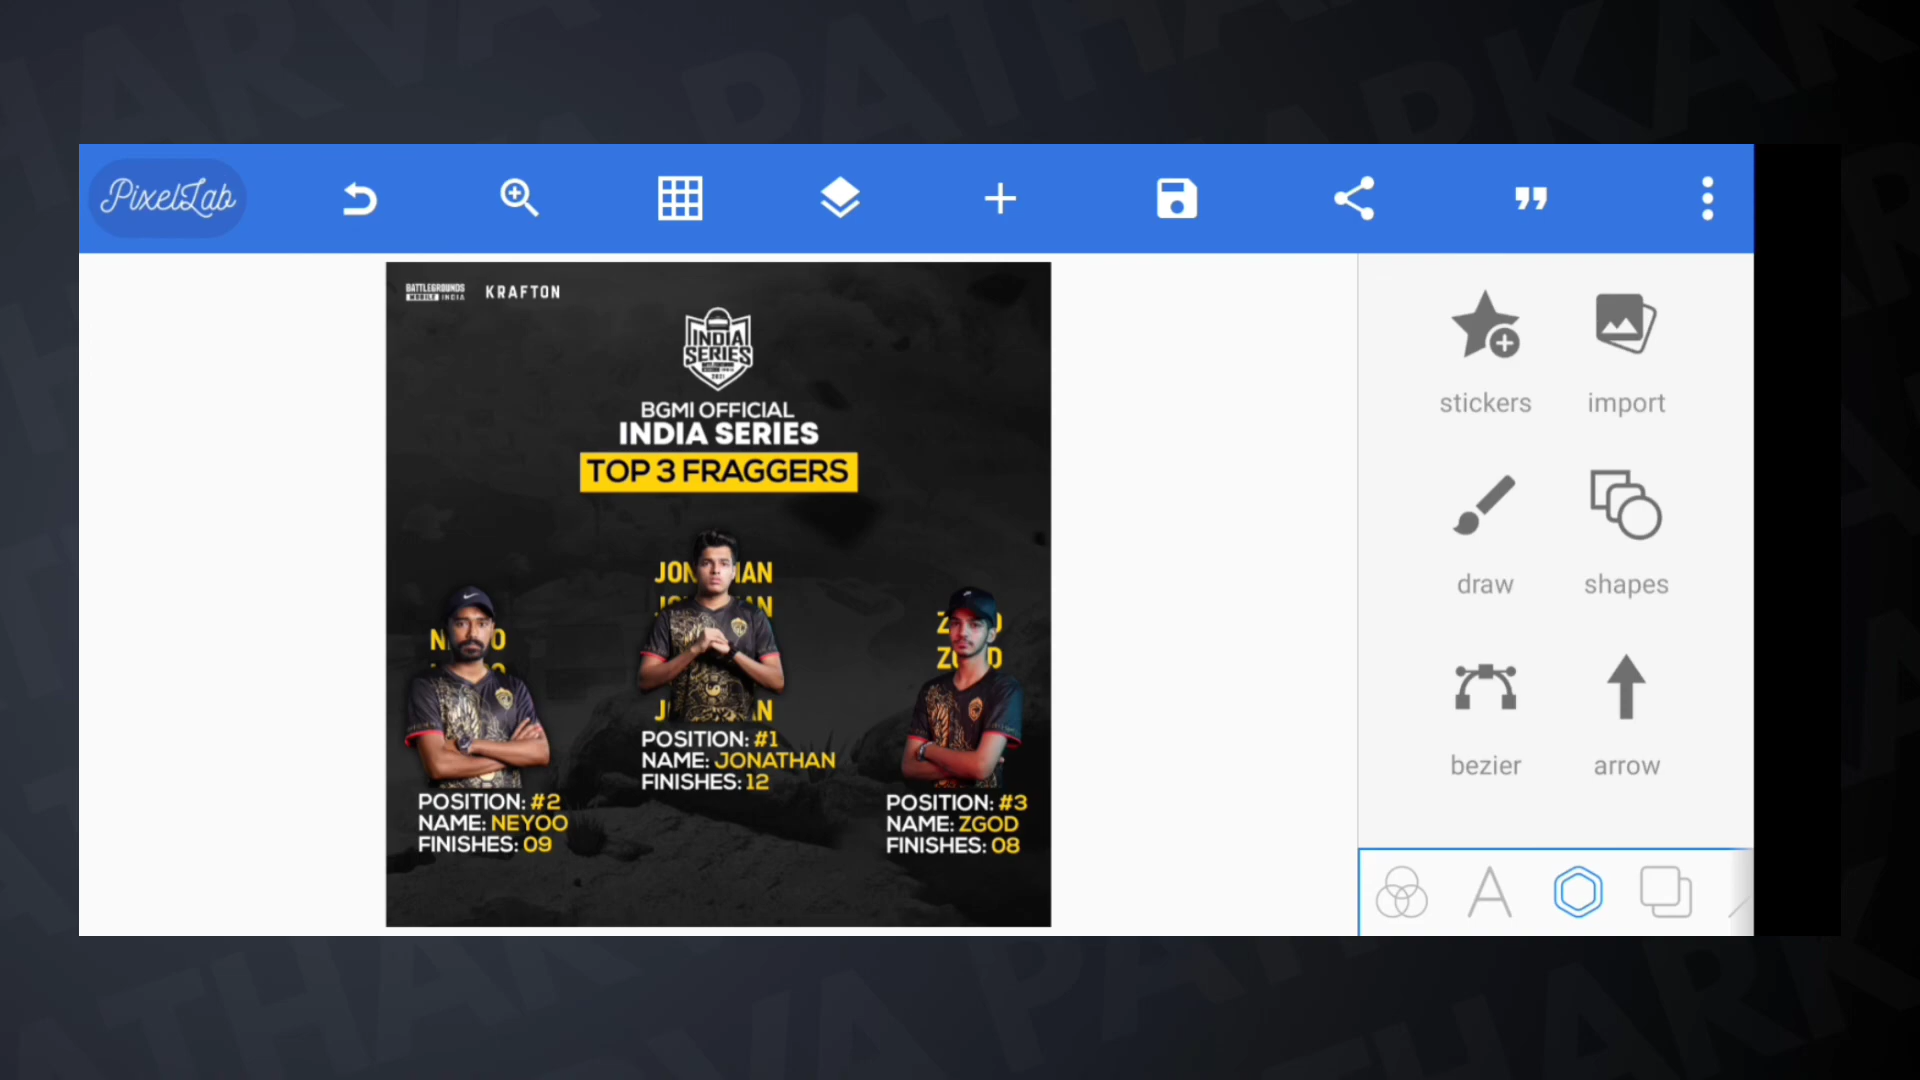 PixelLab
BATTLEGROUNDS
MOBILE INDIA
KRAFTON
INDIA
SERIES
2021
BGMI OFFICIAL
INDIA SERIES
TOP 3 FRAGGERS
POSITION: #1
NAME: JONATHAN
FINISHES: 12
POSITION: #2
NAME: NEYOO
FINISHES: 09
POSITION: #3
NAME: ZGOD
FINISHES: 08
stickers
import
draw
shapes
bezier
arrow